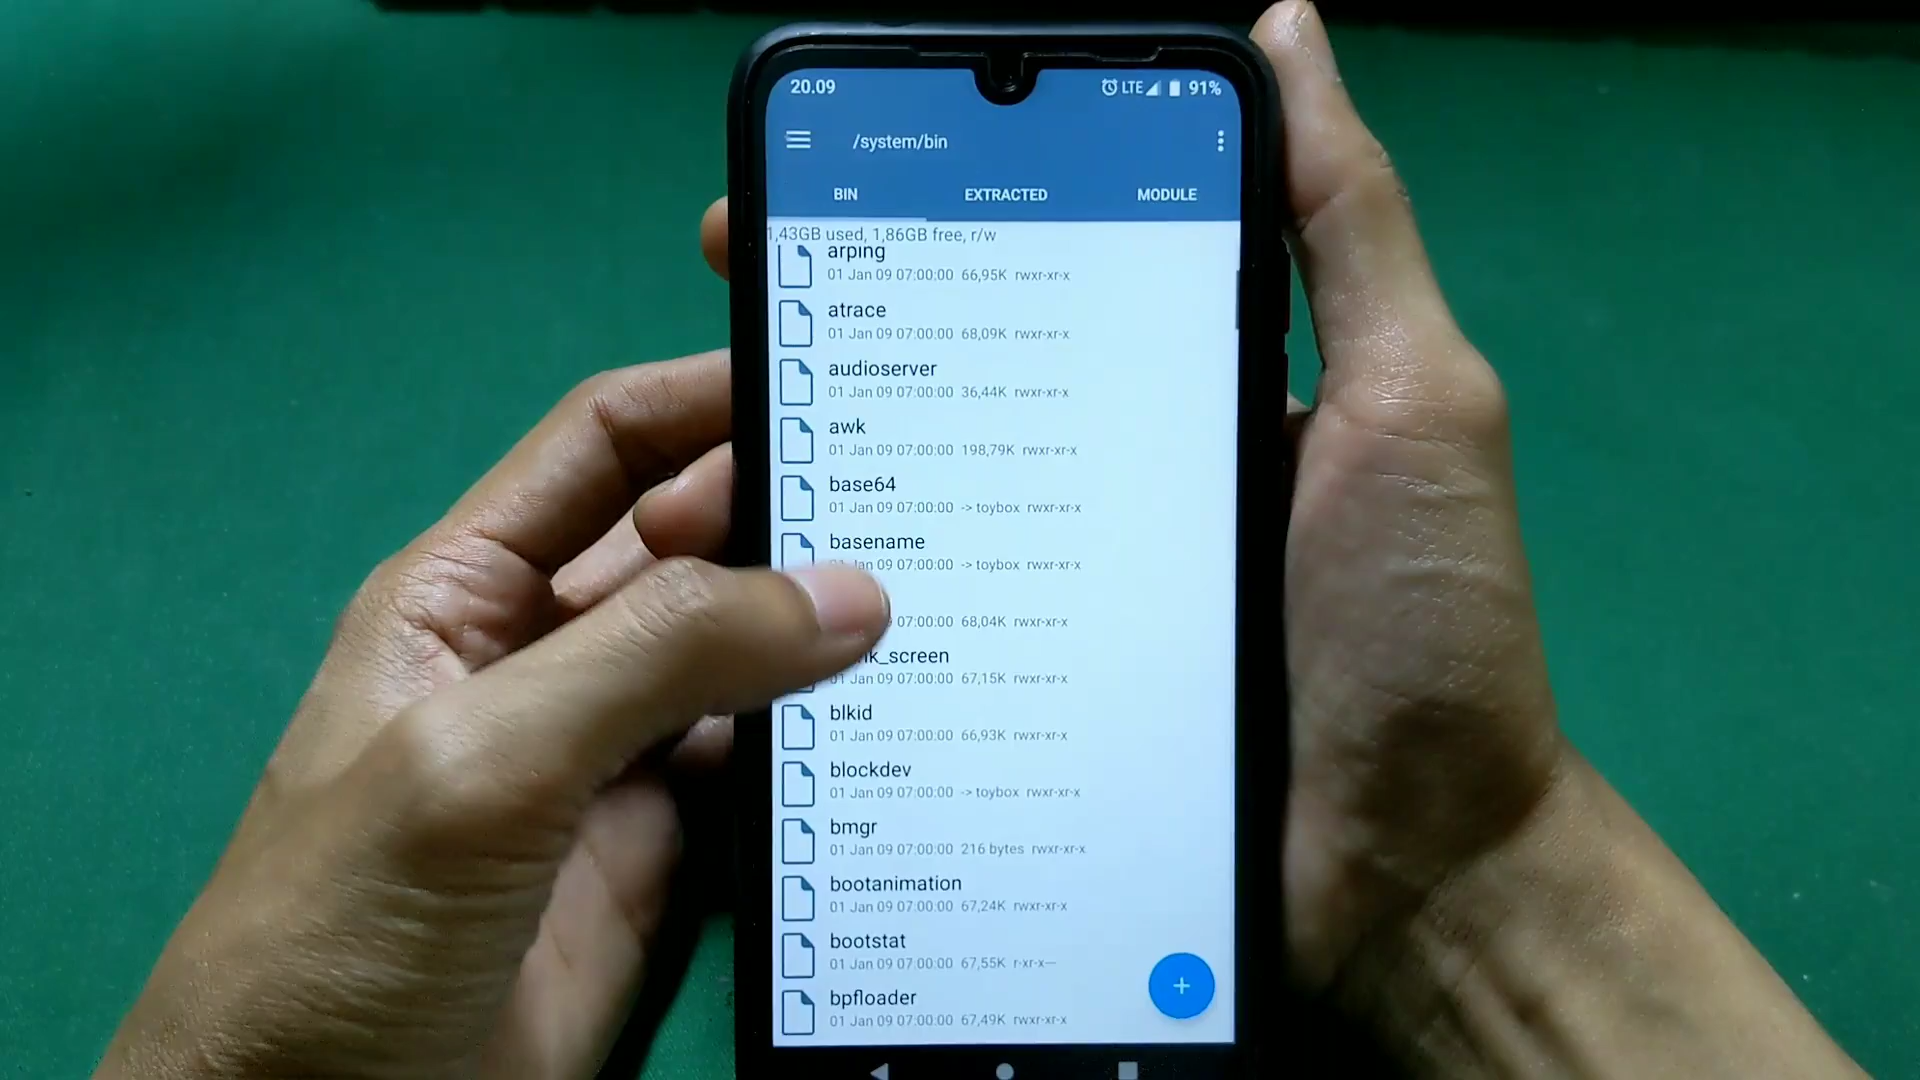 20.09 LTE 91%
/system/bin
BIN EXTRACTED MODULE
1,43GB used, 1,86GB free, r/w
arping
01 Jan 09 07:00:00 66,95K rwxr-xr-x
atrace
01 Jan 09 07:00:00 68,09K rwxr-xr-x
audioserver
01 Jan 09 07:00:00 36,44K rwxr-xr-x
awk
01 Jan 09 07:00:00 198,79K rwxr-xr-x
base64
01 Jan 09 07:00:00 -> toybox rwxr-xr-x
basename
01 Jan 09 07:00:00 -> toybox rwxr-xr-x
07:00:00 68,04K rwxr-xr-x
nk_screen
01 Jan 09 07:00:00 67,15K rwxr-xr-x
blkid
01 Jan 09 07:00:00 66,93K rwxr-xr-x
blockdev
01 Jan 09 07:00:00 -> toybox rwxr-xr-x
bmgr
01 Jan 09 07:00:00 216 bytes rwxr-xr-x
bootanimation
01 Jan 09 07:00:00 67,24K rwxr-xr-x
bootstat
01 Jan 09 07:00:00 67,55K r-xr-x---
bpfloader
01 Jan 09 07:00:00 67,49K rwxr-xr-x